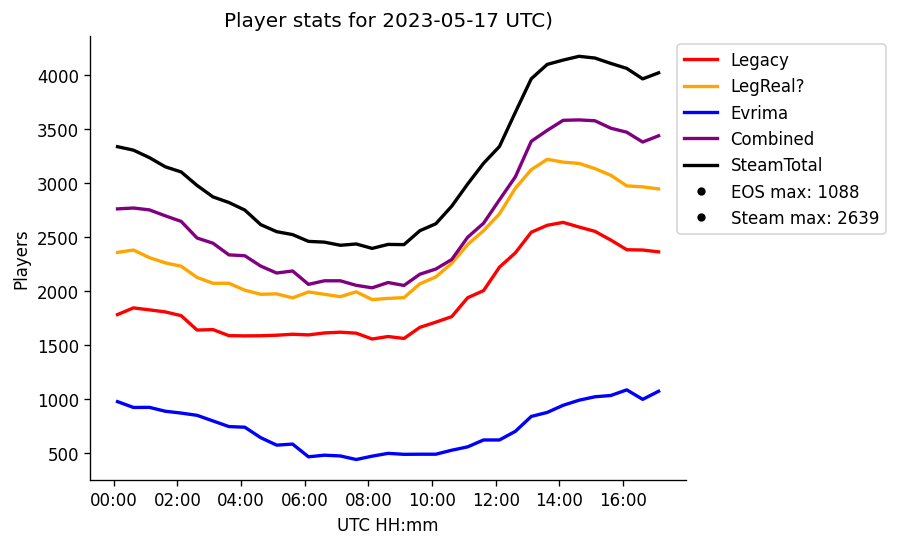 Player stats for 2023-05-17 UTC)
Legacy
LegReal?
Evrima
Combined
SteamTotal
EOS max: 1088
Steam max: 2639
Players
4000
3500
3000
2500
2000
1500
1000
500
00:00 02:00 04:00 06:00 08:00 10:00 12:00 14:00 16:00
UTC HH:mm